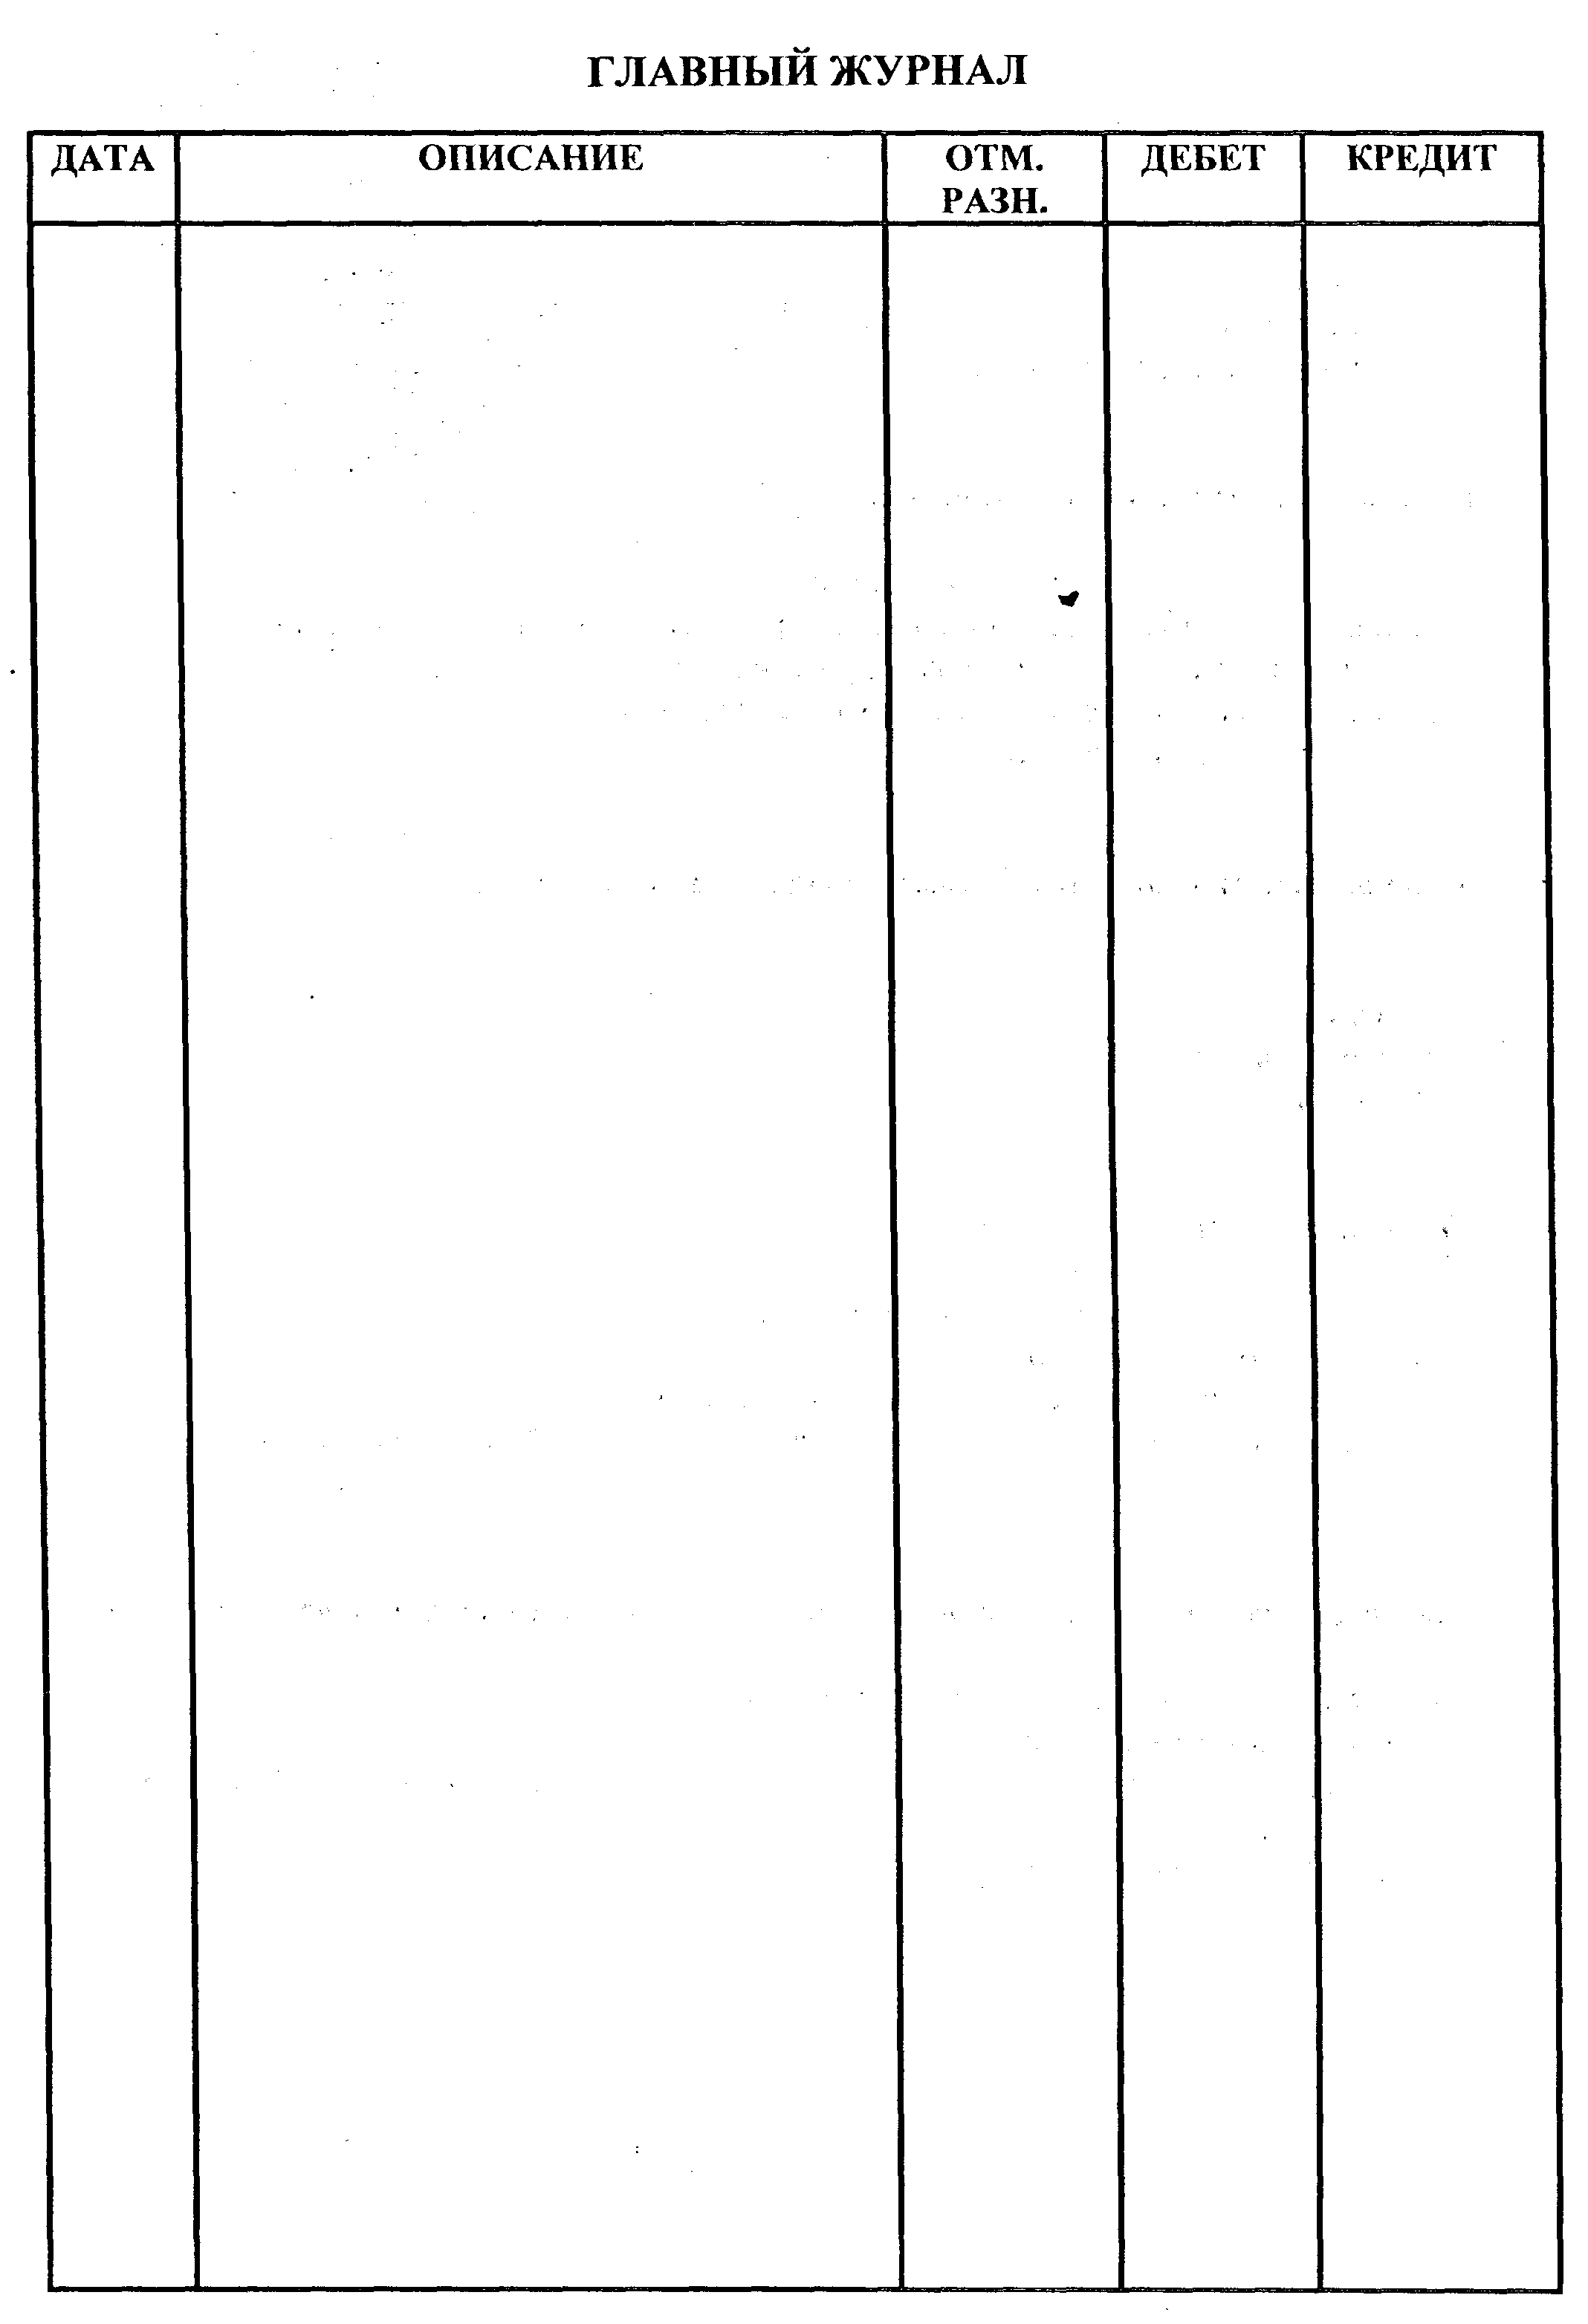 ГЛАВНЫЙ ЖУРНАЛ
ДАТА ОПИСАНИЕ ОТМ. ДЕБЕТ КРЕДИТ
РАЗН.